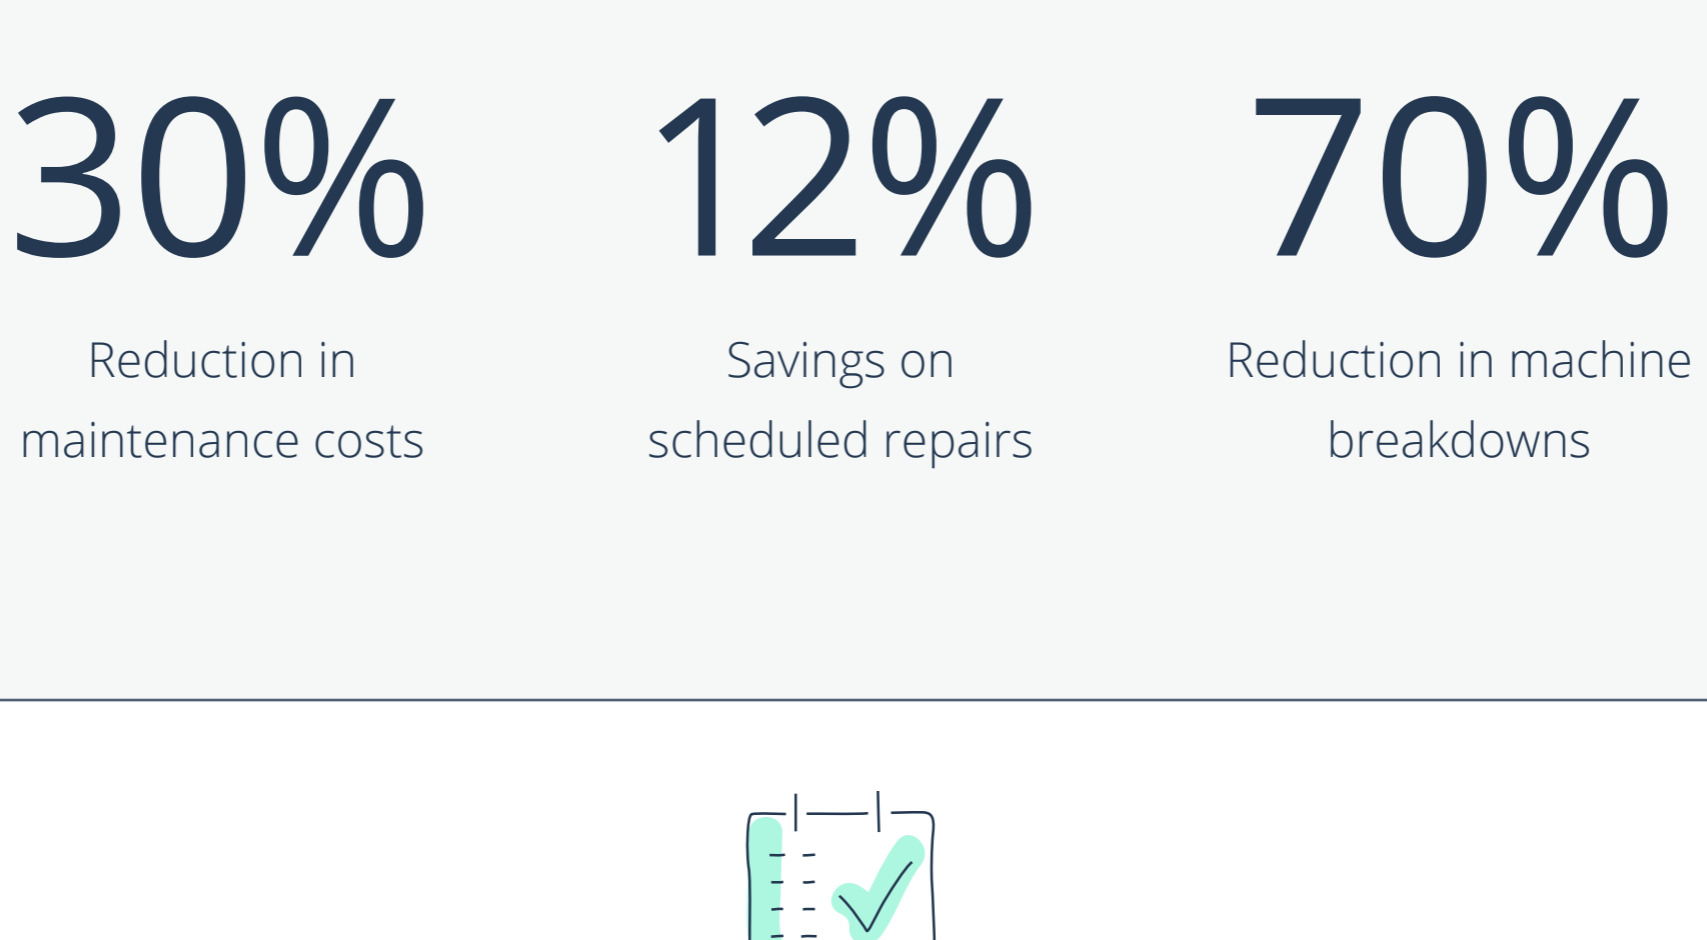 30%
12%
70%
Reduction in
maintenance costs
Savings on
scheduled repairs
Reduction in machine
breakdowns